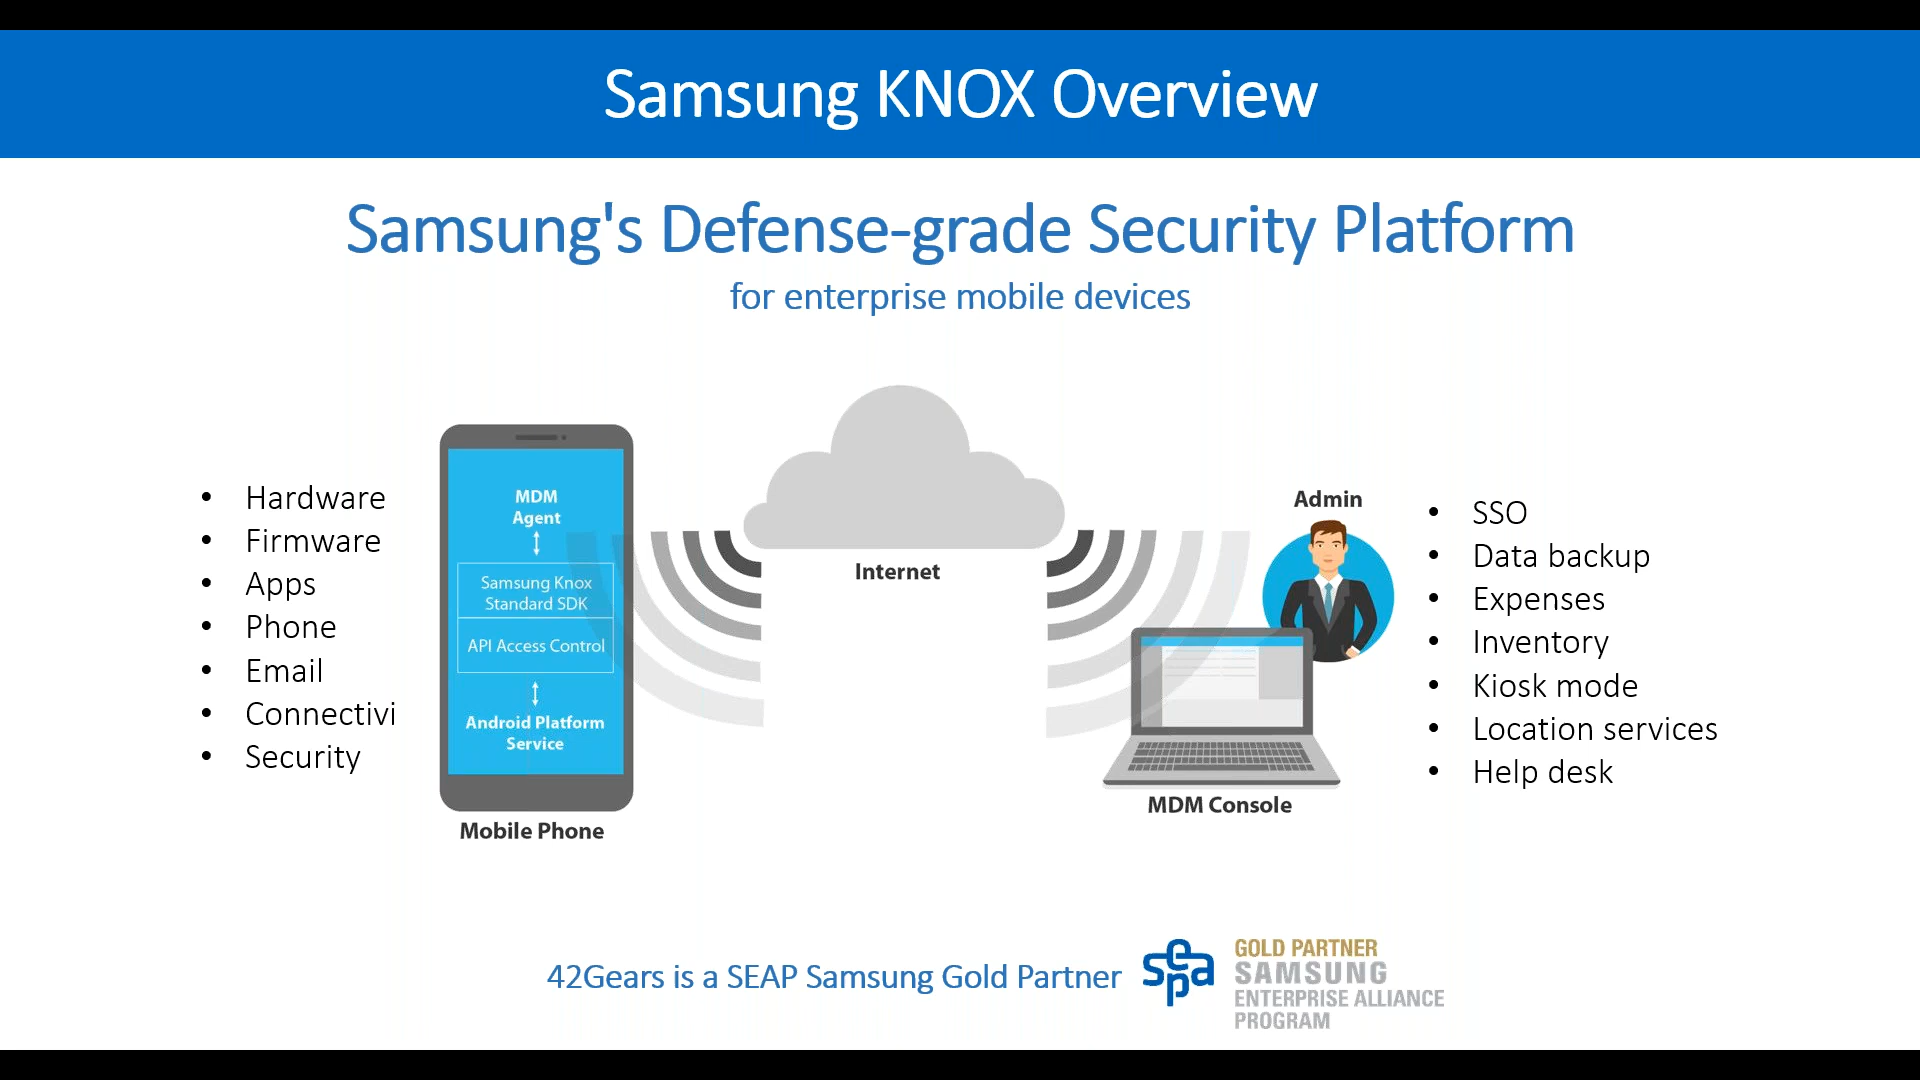 Samsung KNOX Overview
Samsung's Defense-grade Security Platform
for enterprise mobile devices
• Hardware
• Firmware
• Apps
• Phone
• Email
• Connectivi
• Security
MDM
Agent
Samsung Knox
Standard SDK
API Access Control
Android Platform
Service
Mobile Phone
Internet
Admin
MDM Console
• SSO
• Data backup
• Expenses
• Inventory
• Kiosk mode
• Location services
• Help desk
42Gears is a SEAP Samsung Gold Partner
seap
GOLD PARTNER
SAMSUNG
ENTERPRISE ALLIANCE
PROGRAM